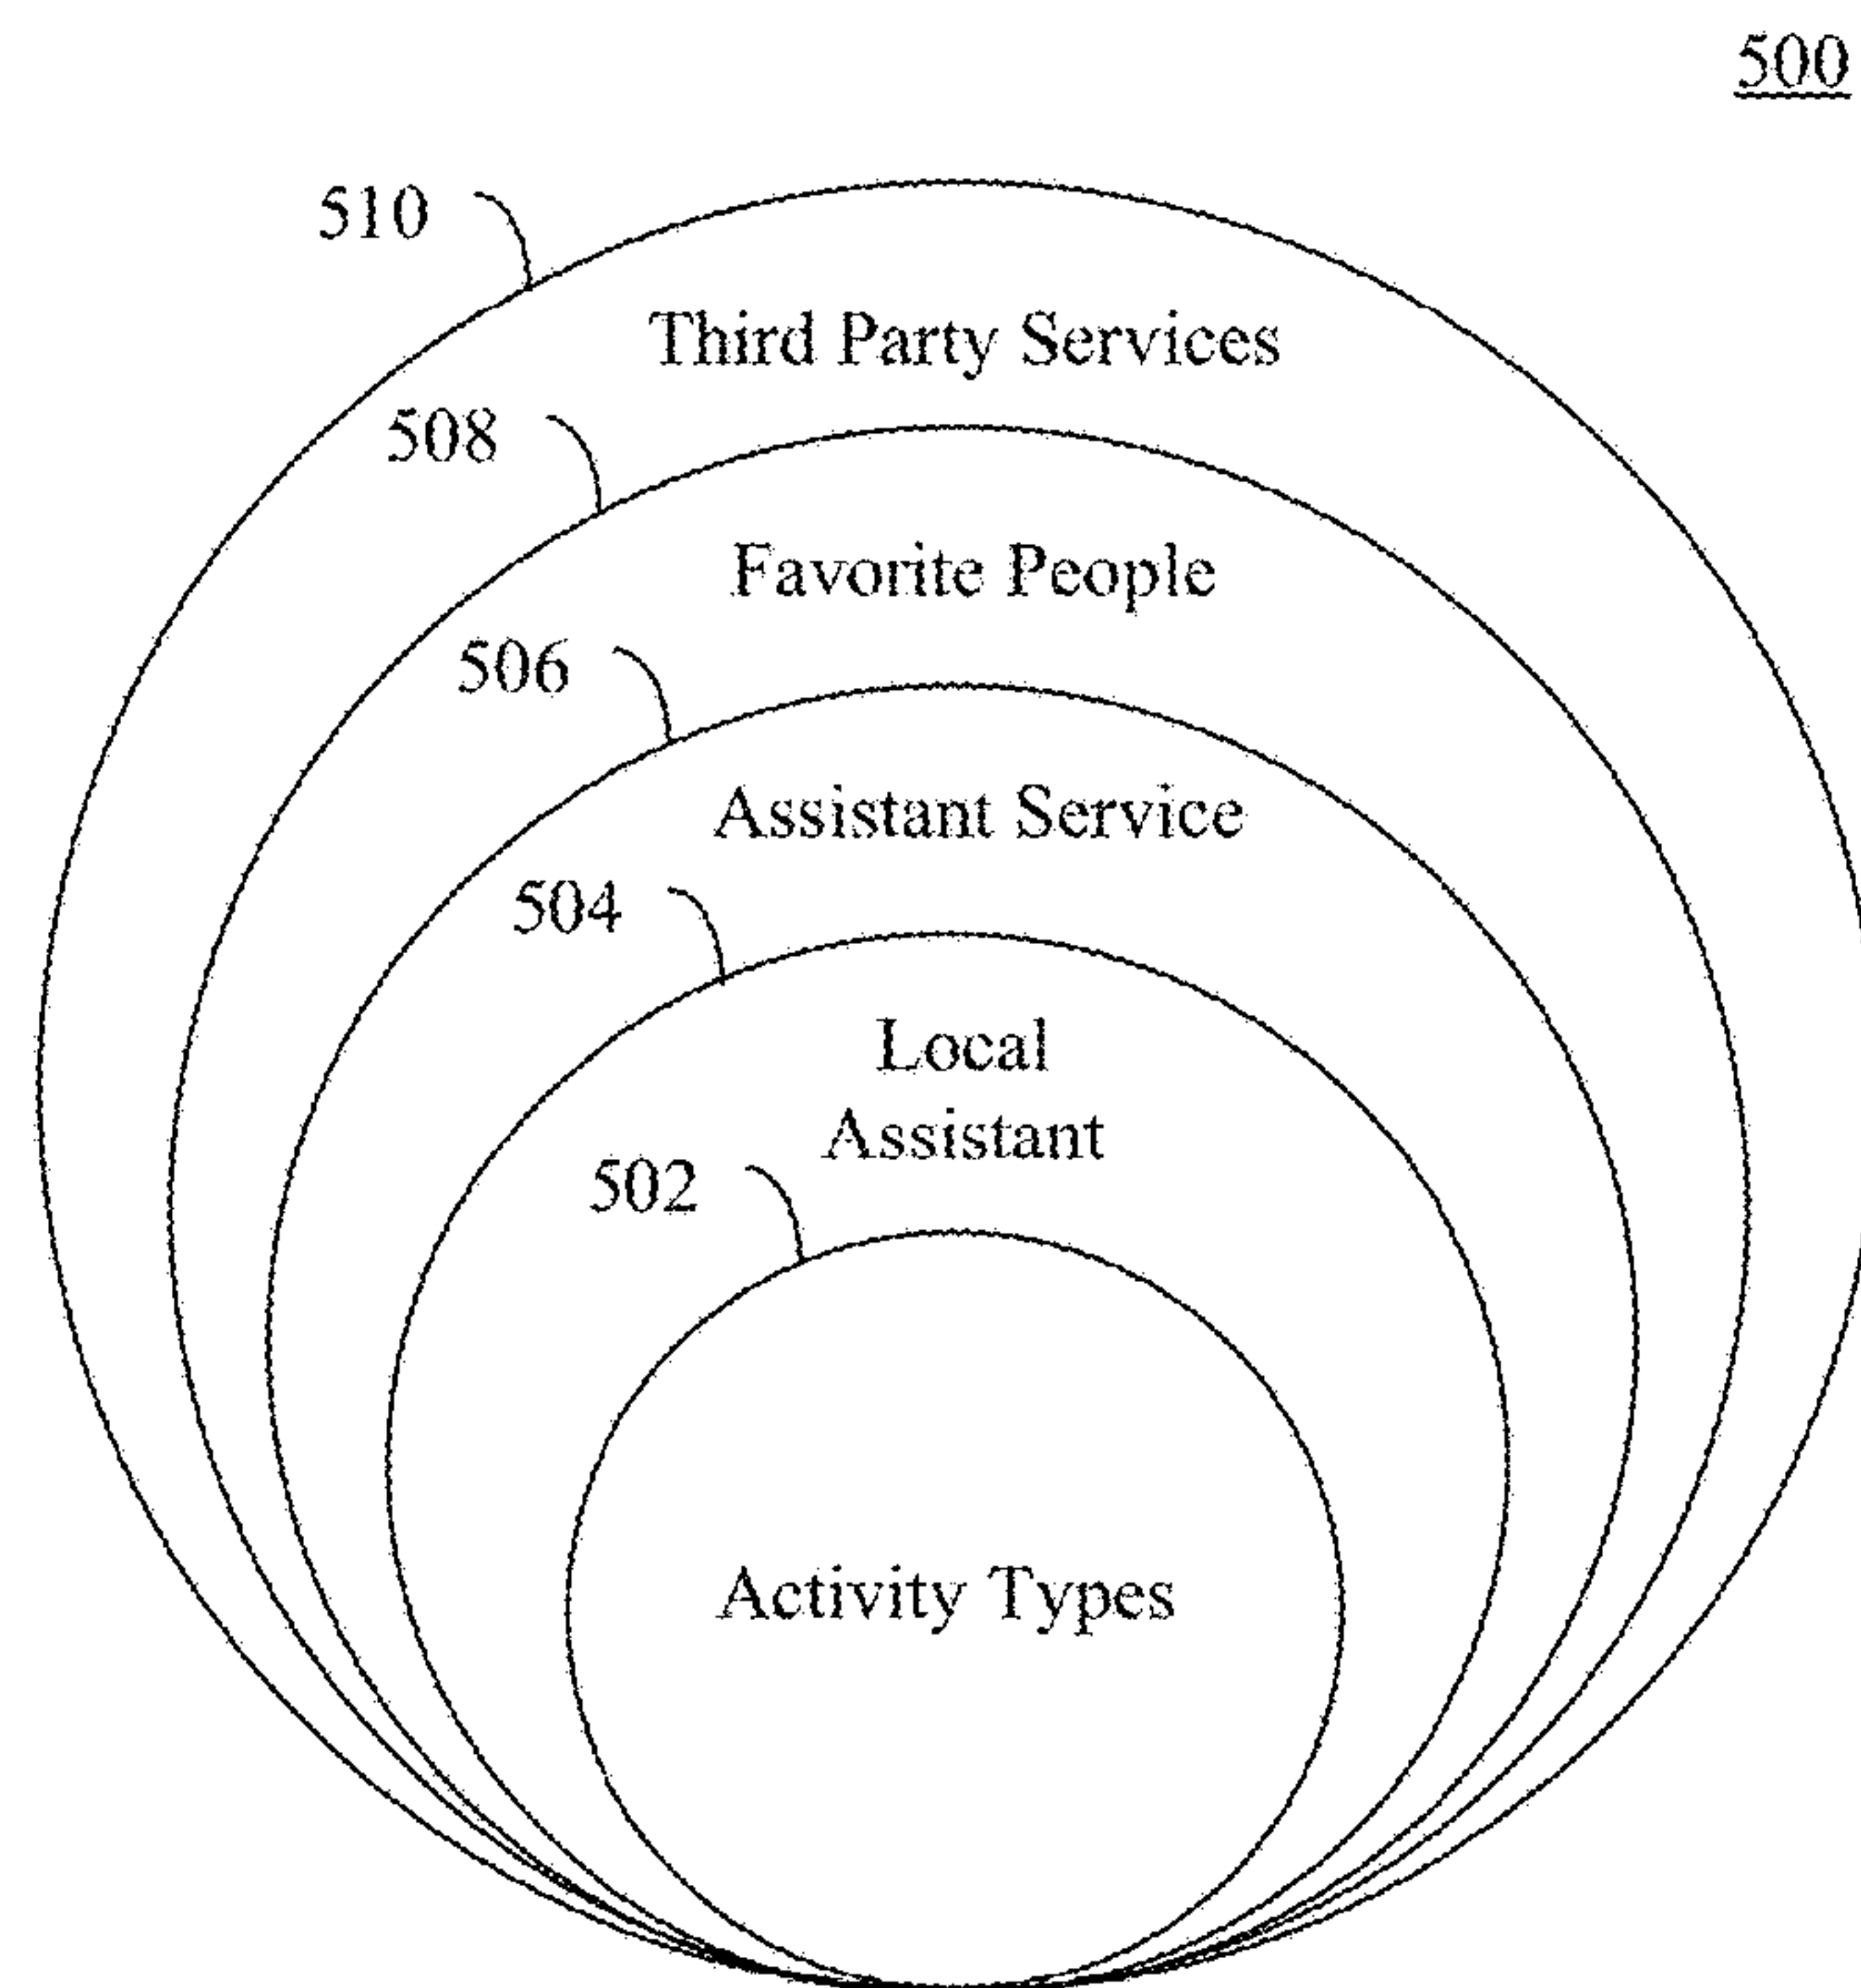 500
510
Third Party Services
508
Favorite People
506
Assistant Service
504
Local
Assistant
502
Activity Types